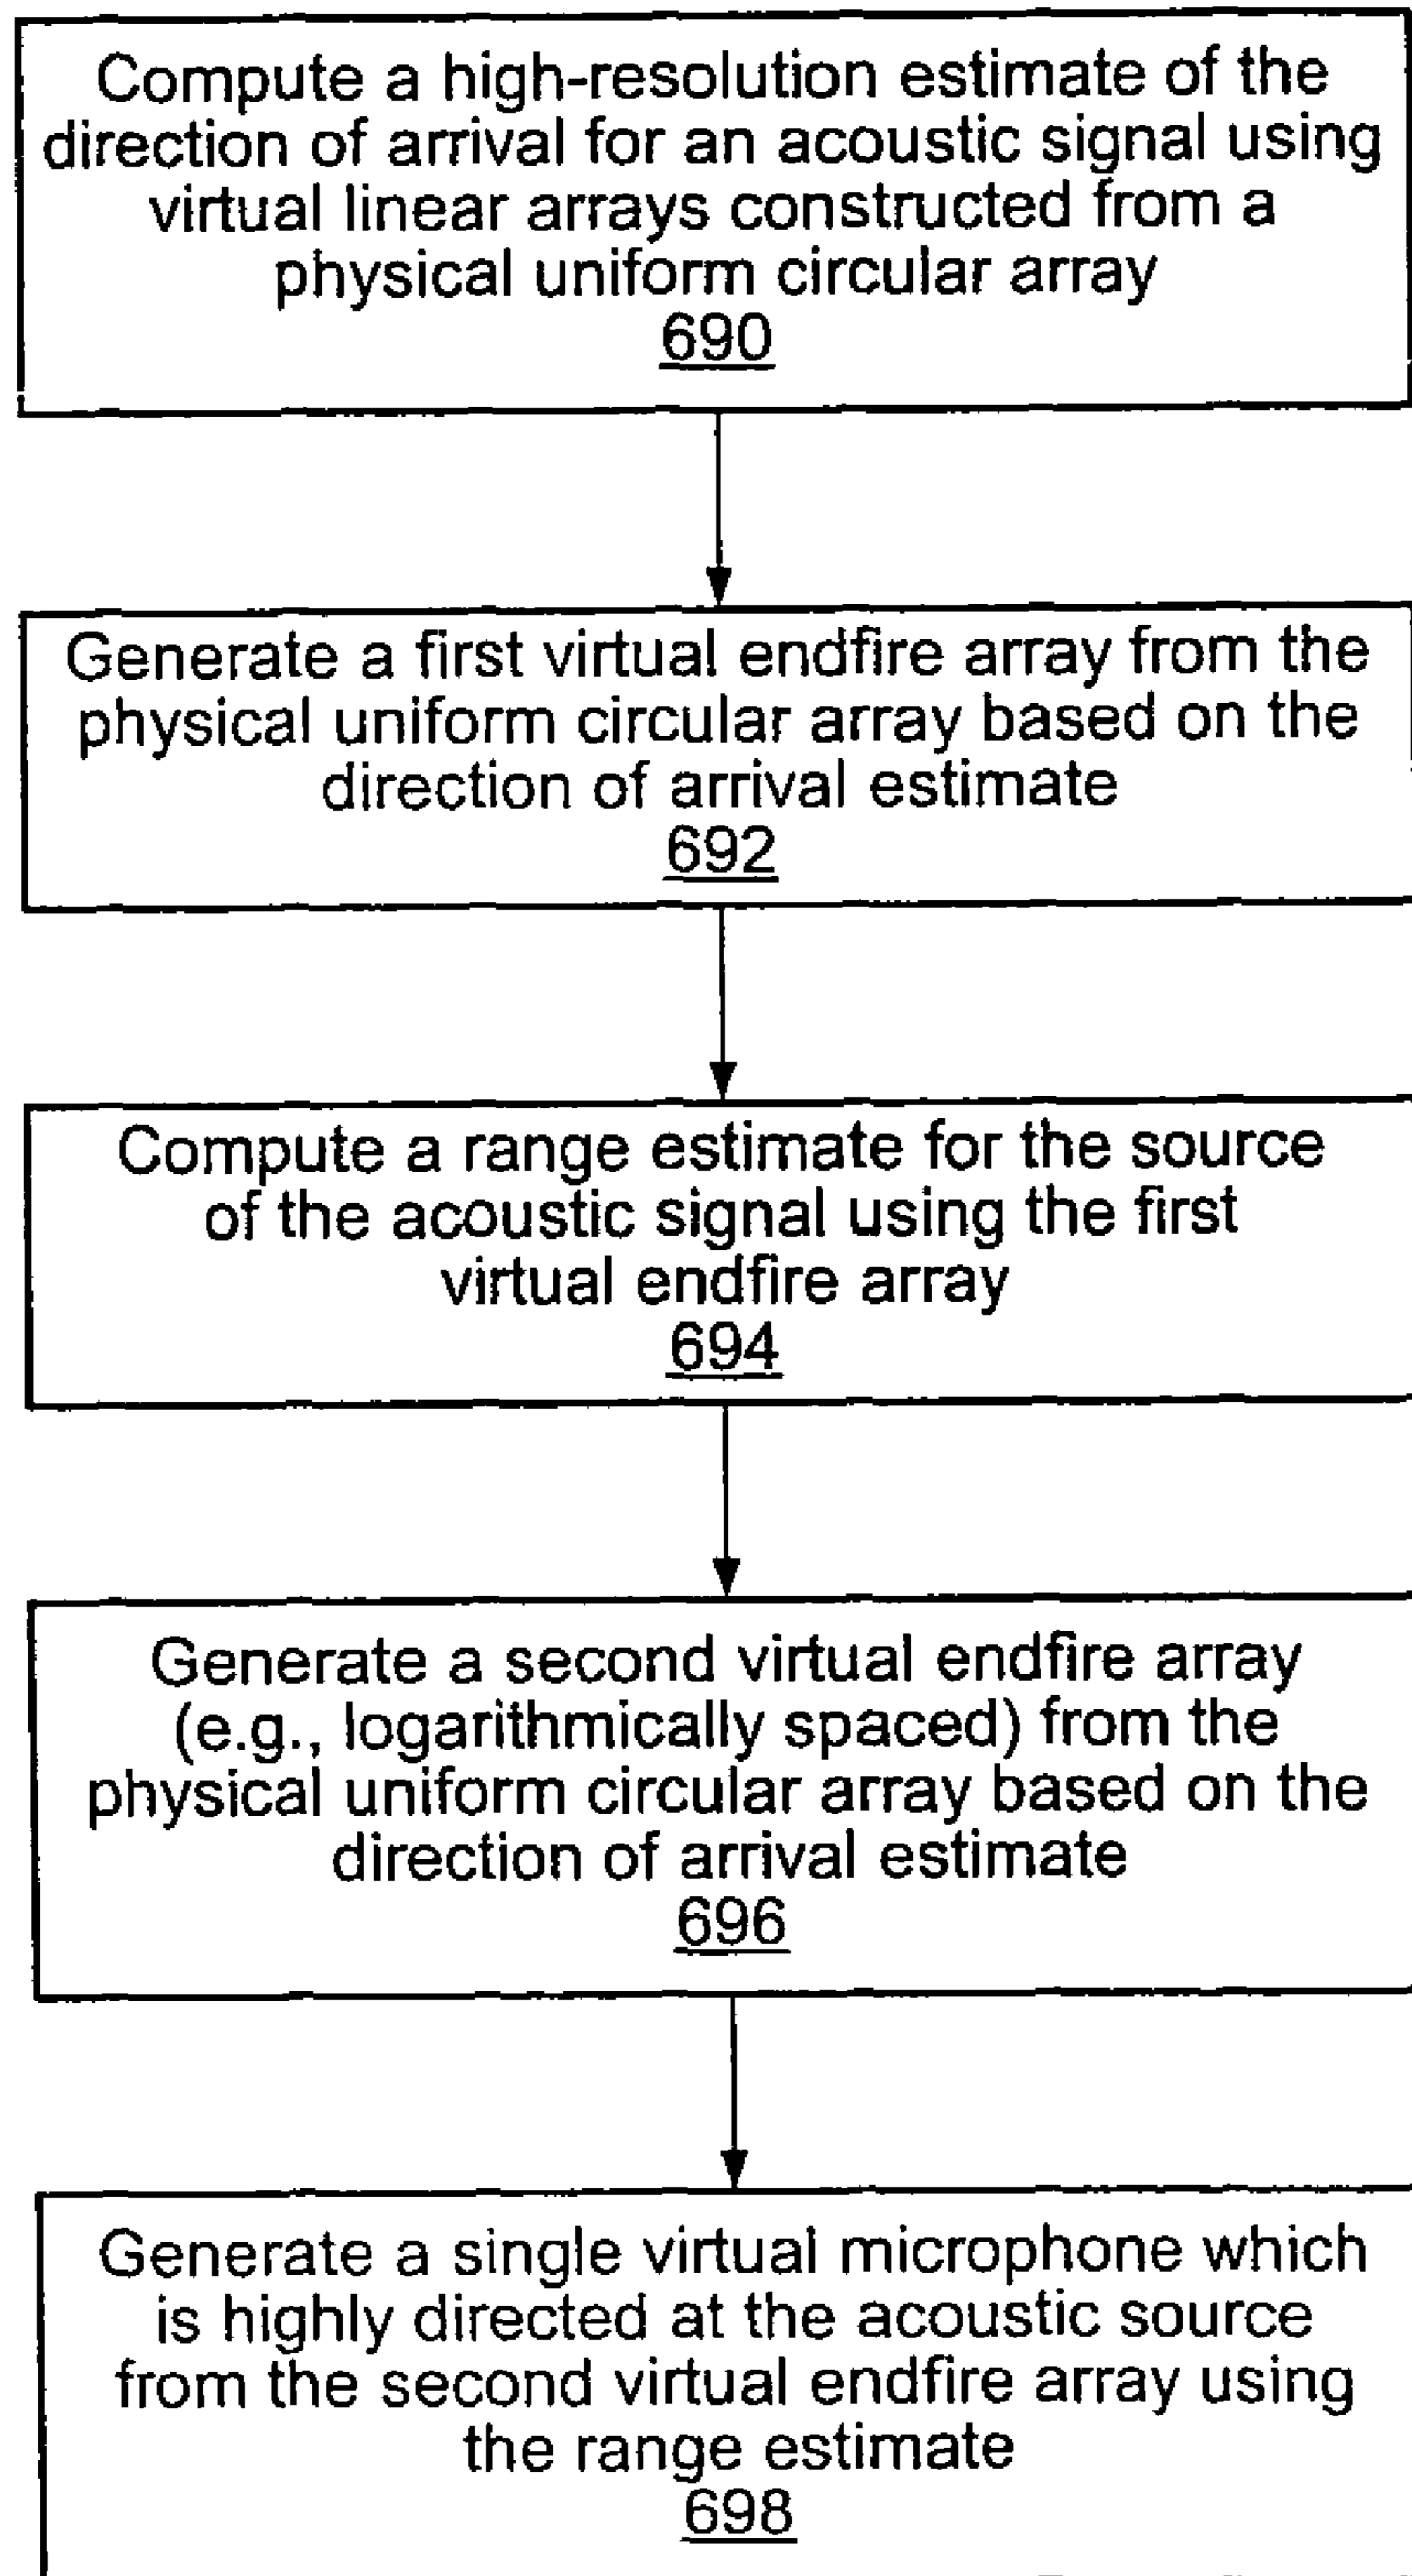 Compute a high-resolution estimate of the
direction of arrival for an acoustic signal using
virtual linear arrays constructed from a
physical uniform circular array
690
Generate a first virtual endfire array from the
physical uniform circular array based on the
direction of arrival estimate
692
Compute a range estimate for the source
of the acoustic signal using the first
virtual endfire array
694
Generate a second virtual endfire array
(e.g., logarithmically spaced) from the
physical uniform circular array based on the
direction of arrival estimate
696
Generate a single virtual microphone which
is highly directed at the acoustic source
from the second virtual endfire array using
the range estimate
698